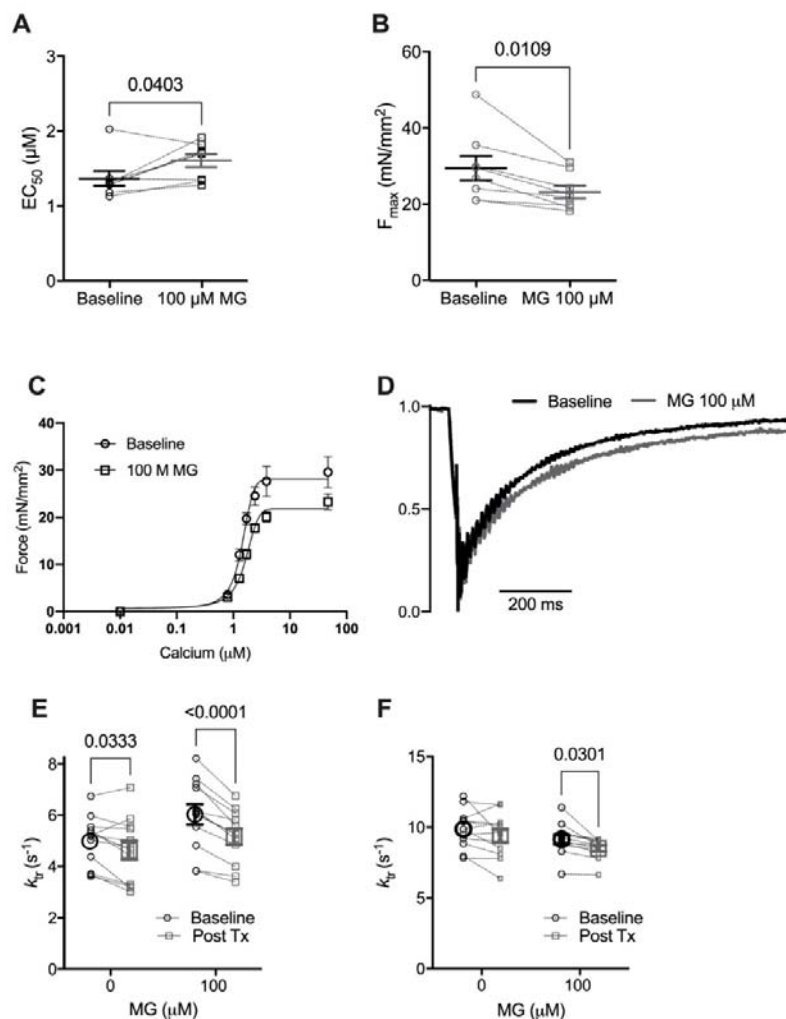 A
0.0403
3
2
1
0
EC50 (μM)
Baseline 100 μM MG
B
0.0109
60
40
20
0
Fmax (mN/mm²)
Baseline MG 100 μM
C
40
30
20
10
0
Force (mN/mm²)
Baseline
100 M MG
0.001 0.01 0.1 1 10 100
Calcium (μM)
D
Baseline MG 100 μM
1.0
0.5
0.0
200 ms
E
<0.0001
0.0333
8
6
4
2
0
ktr (s⁻¹)
Baseline
Post Tx
0 100
MG (μM)
F
0.0301
15
10
5
0
ktr (s⁻¹)
Baseline
Post Tx
0 100
MG (μM)